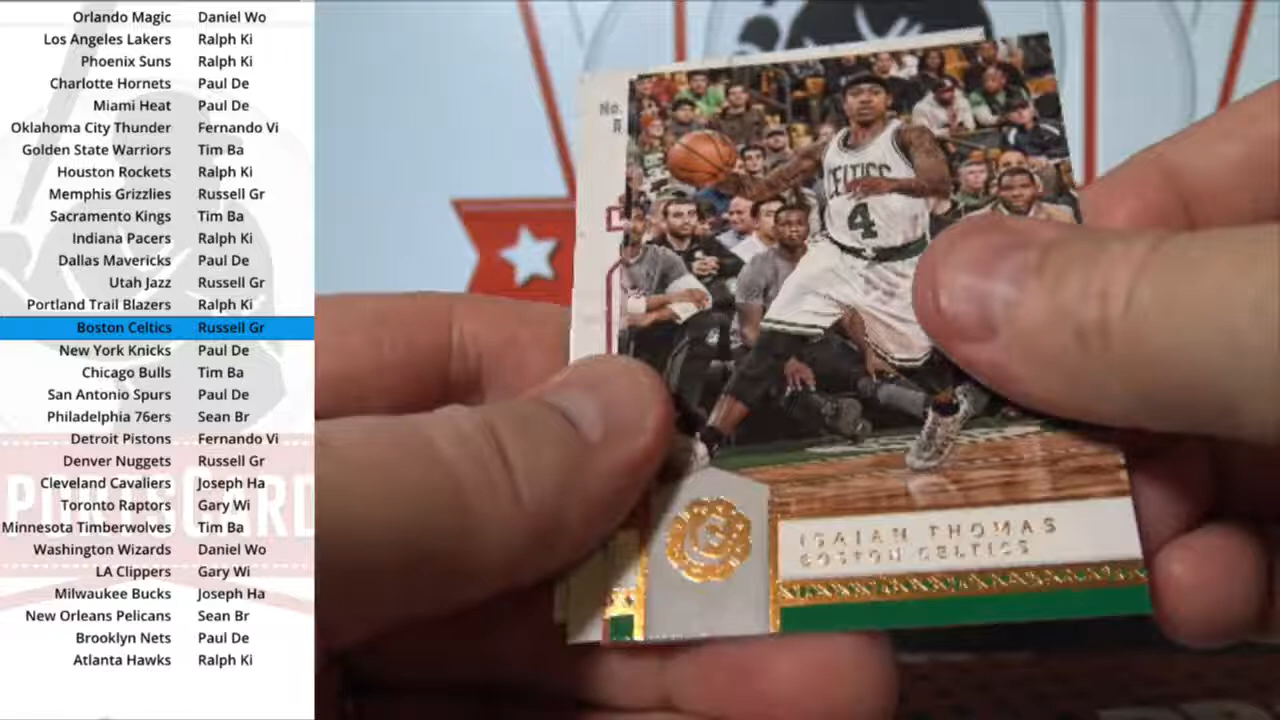 Orlando Magic Daniel Wo
Los Angeles Lakers Ralph Ki
Phoenix Suns Ralph Ki
Charlotte Hornets Paul De
Miami Heat Paul De
Oklahoma City Thunder Fernando Vi
Golden State Warriors Tim Ba
Houston Rockets Ralph Ki
Memphis Grizzlies Russell Gr
Sacramento Kings Tim Ba
Indiana Pacers Ralph Ki
Dallas Mavericks Paul De
Utah Jazz Russell Gr
Portland Trail Blazers Ralph Ki
Boston Celtics Russell Gr
New York Knicks Paul De
Chicago Bulls Tim Ba
San Antonio Spurs Paul De
Philadelphia 76ers Sean Br
Detroit Pistons Fernando Vi
Denver Nuggets Russell Gr
Cleveland Cavaliers Joseph Ha
Toronto Raptors Gary Wi
Minnesota Timberwolves Tim Ba
Washington Wizards Daniel Wo
LA Clippers Gary Wi
Milwaukee Bucks Joseph Ha
New Orleans Pelicans Sean Br
Brooklyn Nets Paul De
Atlanta Hawks Ralph Ki
No.
R
CELTICS
4
ISAIAH THOMAS
BOSTON CELTICS